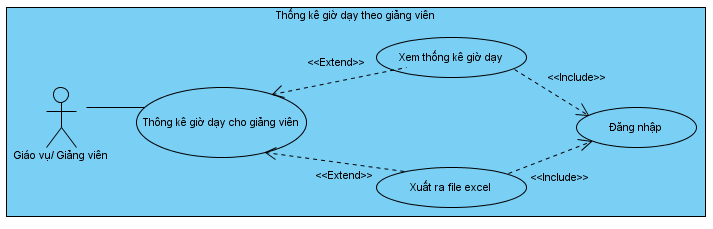 Thống kê giờ dạy theo giảng viên
Xem thống kê giờ dạy
<<Extend>>
<<Include>>
Thông kê giờ dạy cho giảng viên
Đăng nhập
Giáo vụ/ Giảng viên
<<Extend>>
Xuất ra file excel
<<Include>>